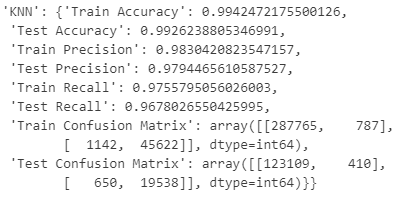 'KNN': {'Train Accuracy': 0.9942472175500126,
'Test Accuracy': 0.9926238805346991,
'Train Precision': 0.9830420823547157,
'Test Precision': 0.9794465610587527,
'Train Recall': 0.9755795056026003,
'Test Recall': 0.9678026550425995,
'Train Confusion Matrix': array([[287765,    787],
[  1142,  45622]], dtype=int64),
'Test Confusion Matrix': array([[123109,    410],
[   650,  19538]], dtype=int64)}}